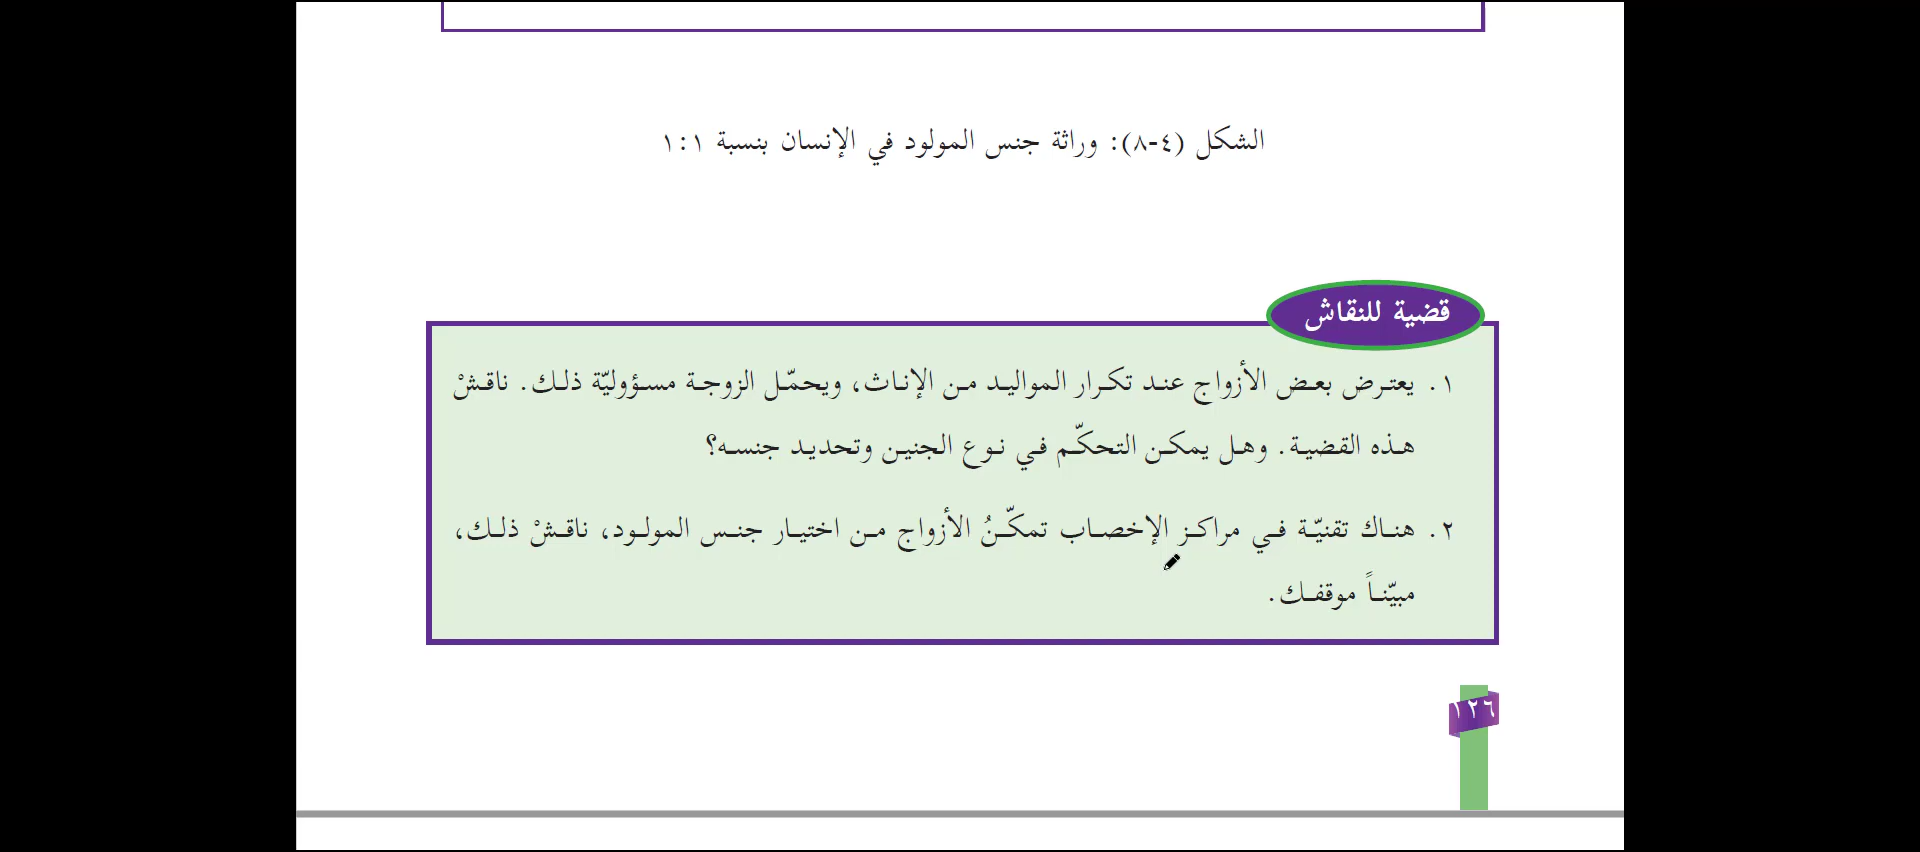 الشكل (٤-٨): وراثة جنس المولود في الإنسان بنسبة ١:١
قضية للنقاش
١. يعترض بعض الأزواج عند تكرار المواليد من الإناث، ويحمّل الزوجة مسؤوليّة ذلك. ناقشْ
هذه القضية. وهل يمكن التحكّم في نوع الجنين وتحديد جنسه؟
٢. هناك تقنيّة في مراكز الإخصاب تمكّنُ الأزواج من اختيار جنس المولود، ناقشْ ذلك،
مبيّناً موقفك.
١٢٦